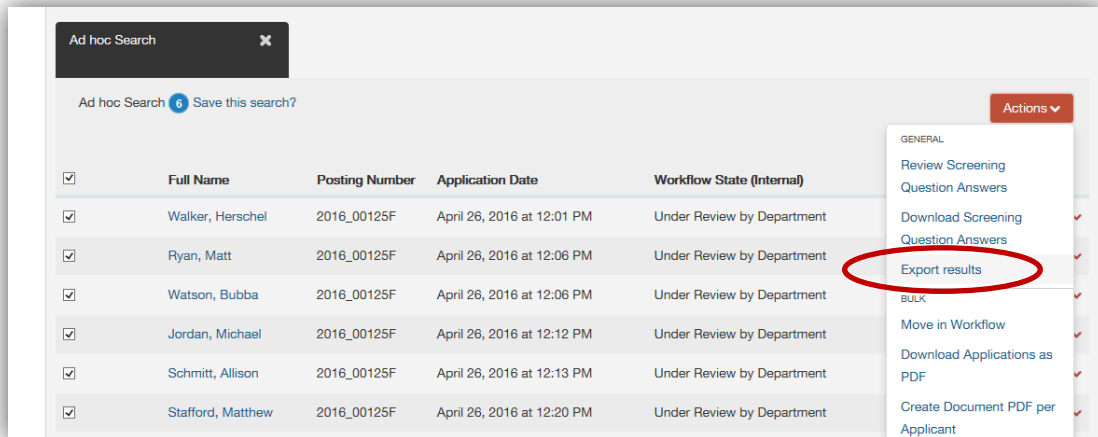 Ad hoc Search
Ad hoc Search 6 Save this search?
Actions
GENERAL
Review Screening
Question Answers
Download Screening
Question Answers
Export results
BULK
Move in Workflow
Download Applications as
PDF
Create Document PDF per
Applicant
Full Name Posting Number Application Date Workflow State (Internal)
Walker, Herschel 2016_00125F April 26, 2016 at 12:01 PM Under Review by Department
Ryan, Matt 2016_00125F April 26, 2016 at 12:06 PM Under Review by Department
Watson, Bubba 2016_00125F April 26, 2016 at 12:06 PM Under Review by Department
Jordan, Michael 2016_00125F April 26, 2016 at 12:12 PM Under Review by Department
Schmitt, Allison 2016_00125F April 26, 2016 at 12:13 PM Under Review by Department
Stafford, Matthew 2016_00125F April 26, 2016 at 12:20 PM Under Review by Department